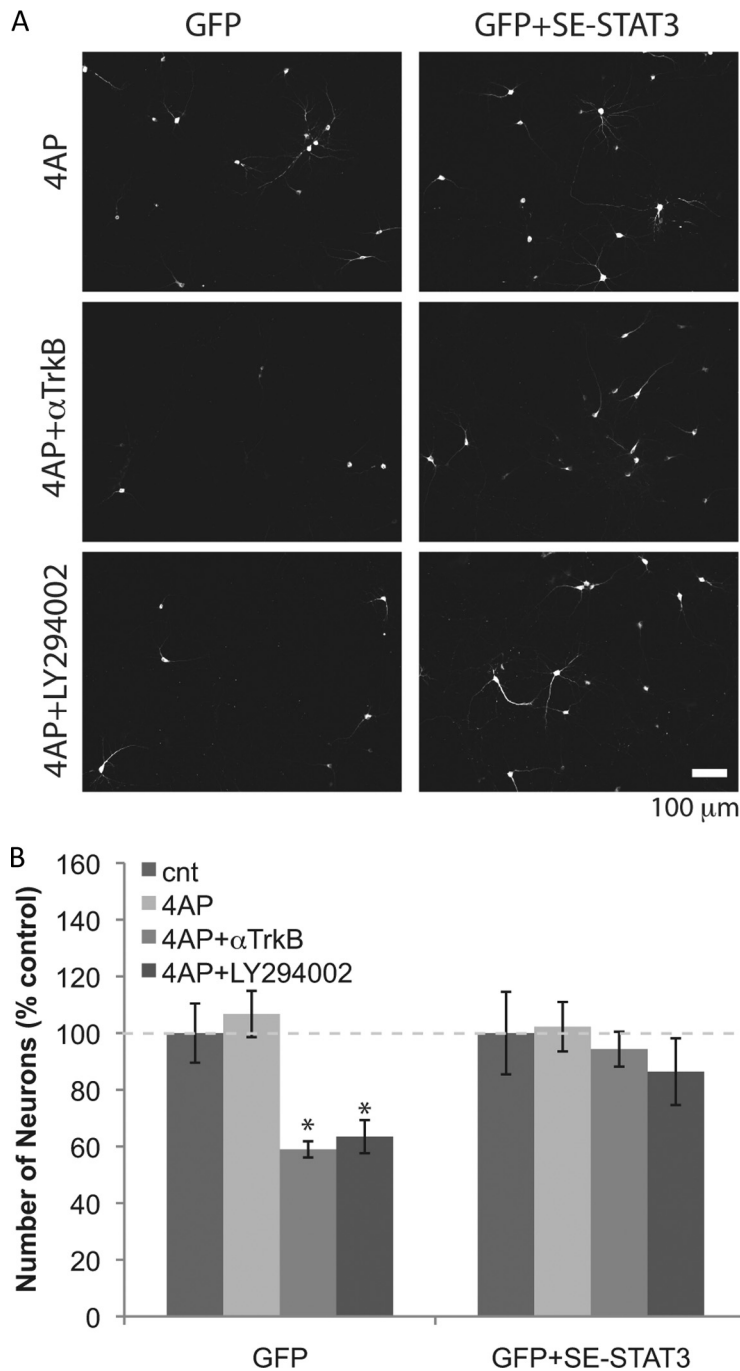 A
GFP
GFP+SE-STAT3
4AP
4AP+αTrkB
4AP+LY294002
100 μm
B
Number of Neurons (% control)
160
140
120
100
80
60
40
20
0
cnt
4AP
4AP+αTrkB
4AP+LY294002
*
*
GFP
GFP+SE-STAT3